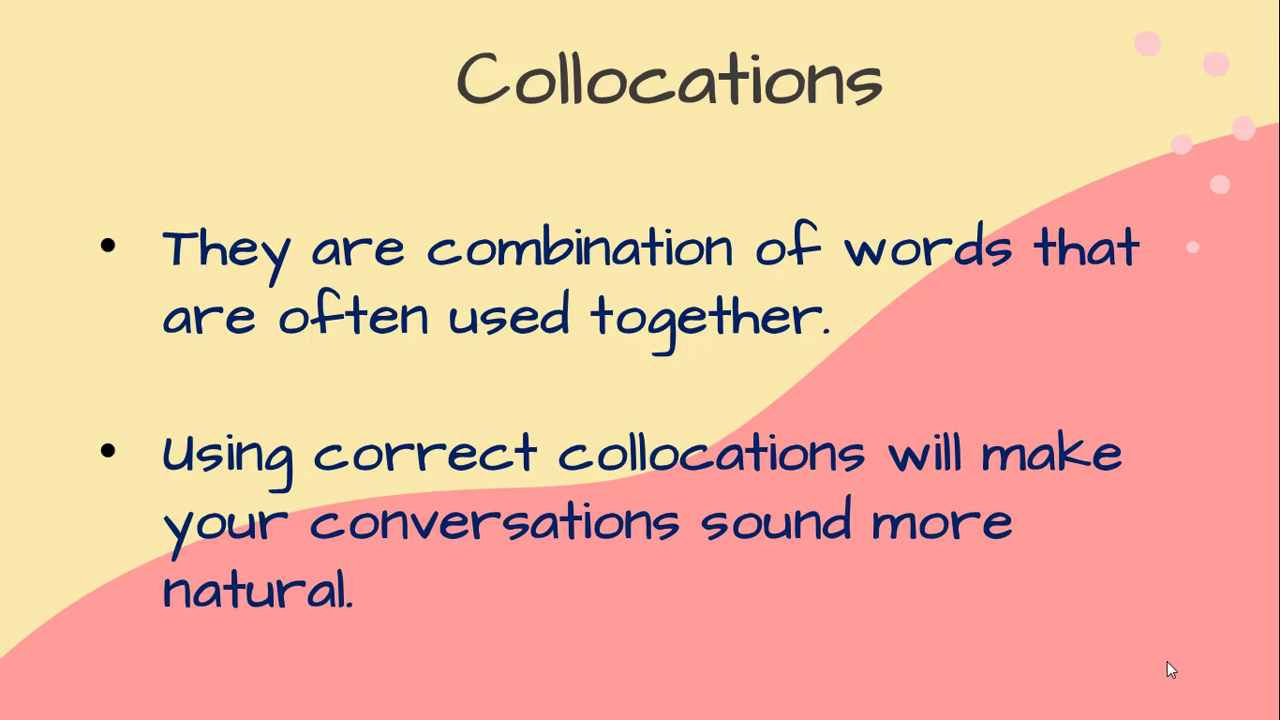 Collocations
• They are combination of words that
are often used together.
• Using correct collocations will make
your conversations sound more
natural.